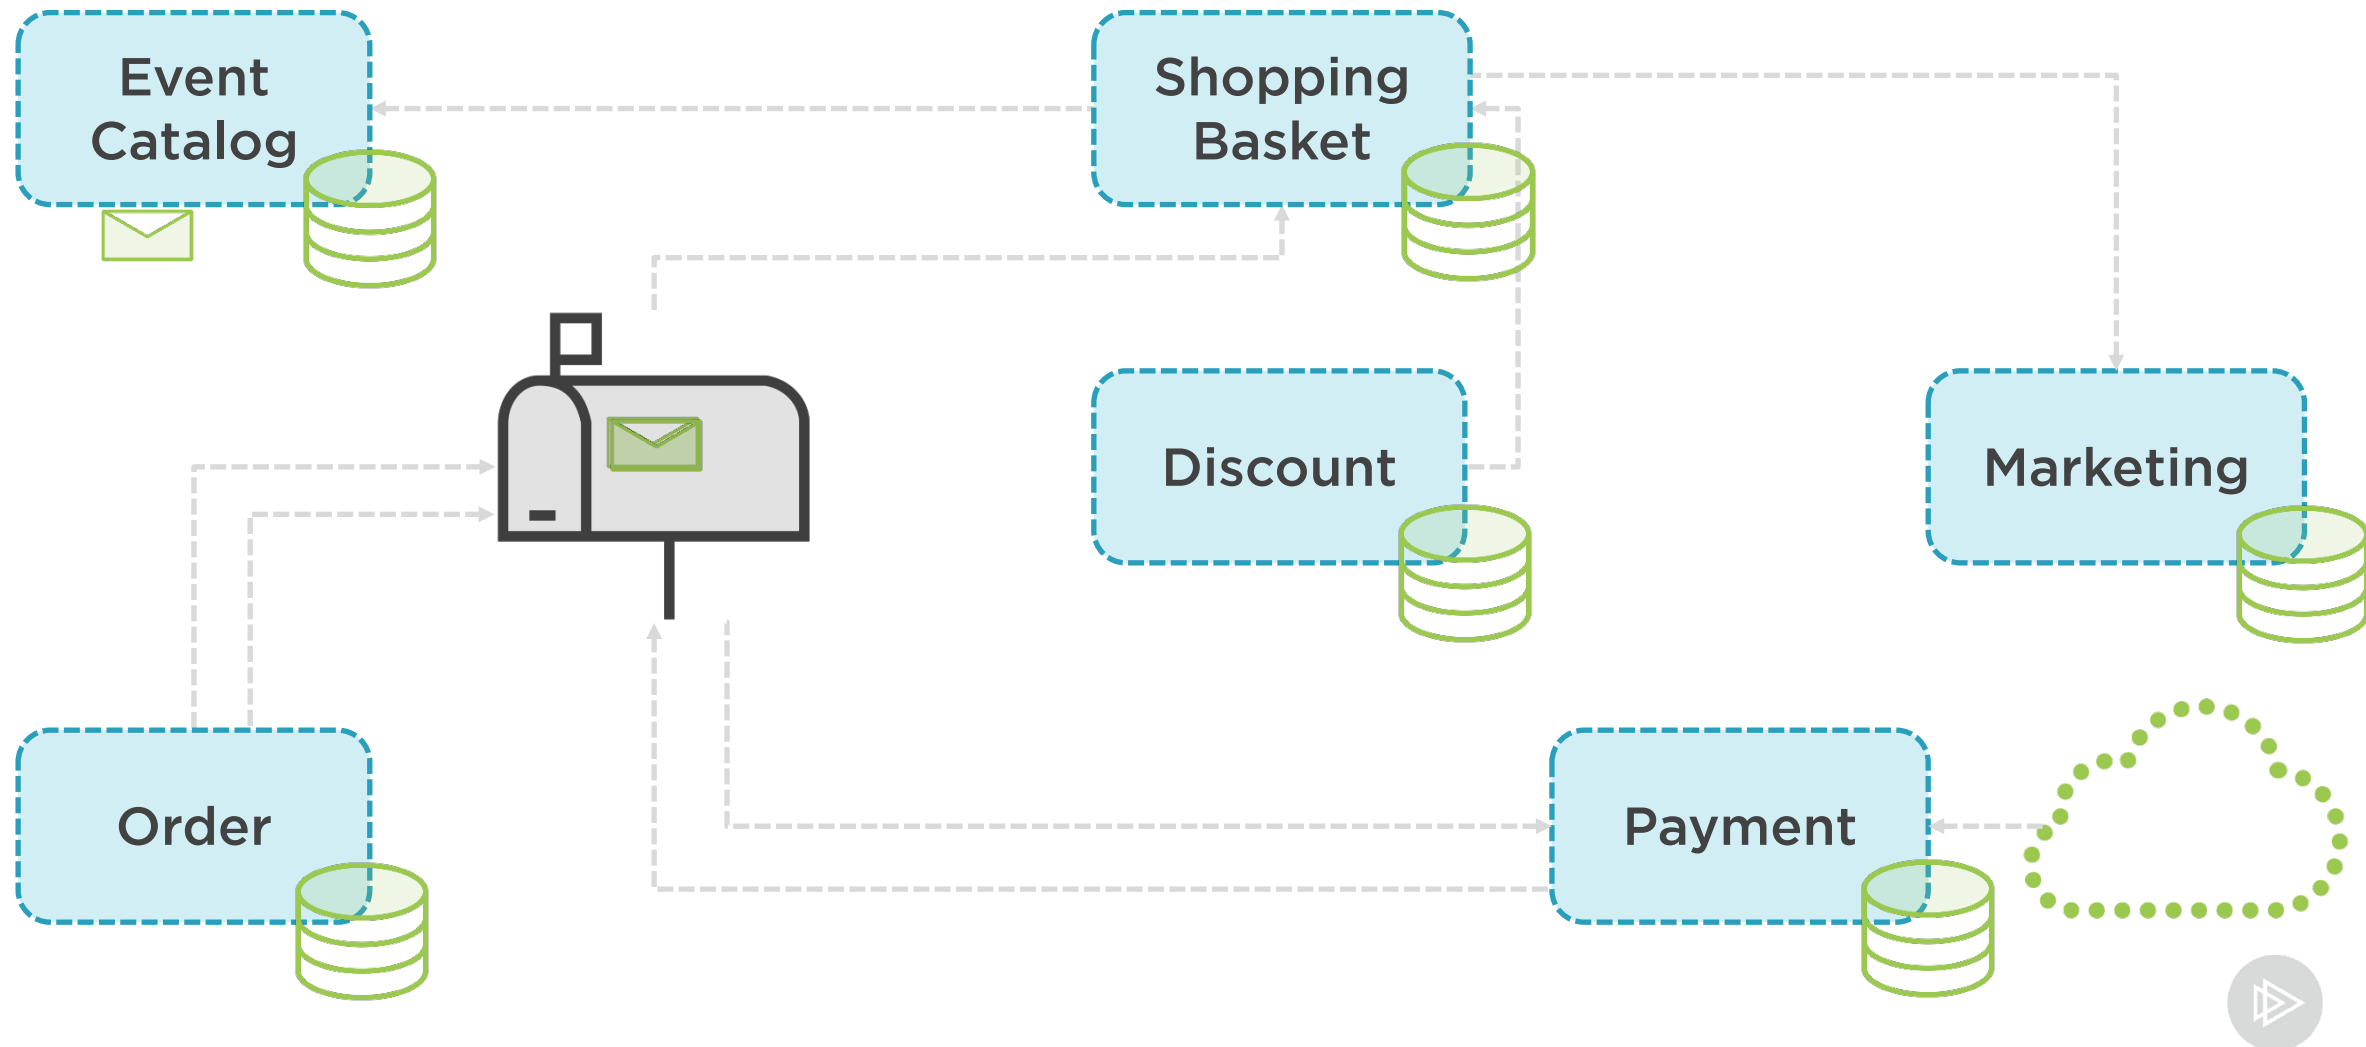 Event
Catalog
Shopping
Basket
Discount
Marketing
Order
Payment